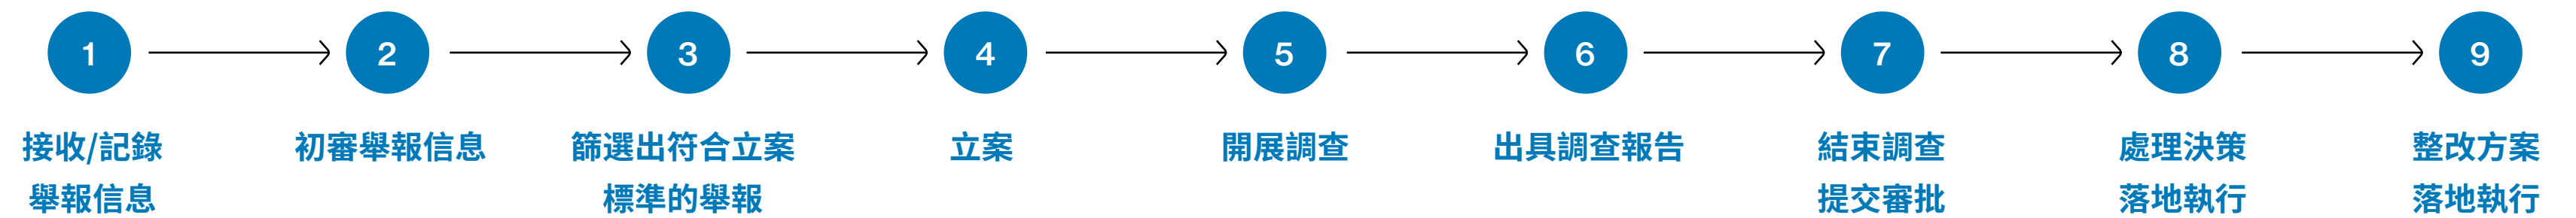 1
2
3
4
5
6
7
8
9
接收/記錄
舉報信息
初審舉報信息
篩選出符合立案
標準的舉報
立案
開展調查
出具調查報告
結束調查
提交審批
處理決策
落地執行
整改方案
落地執行